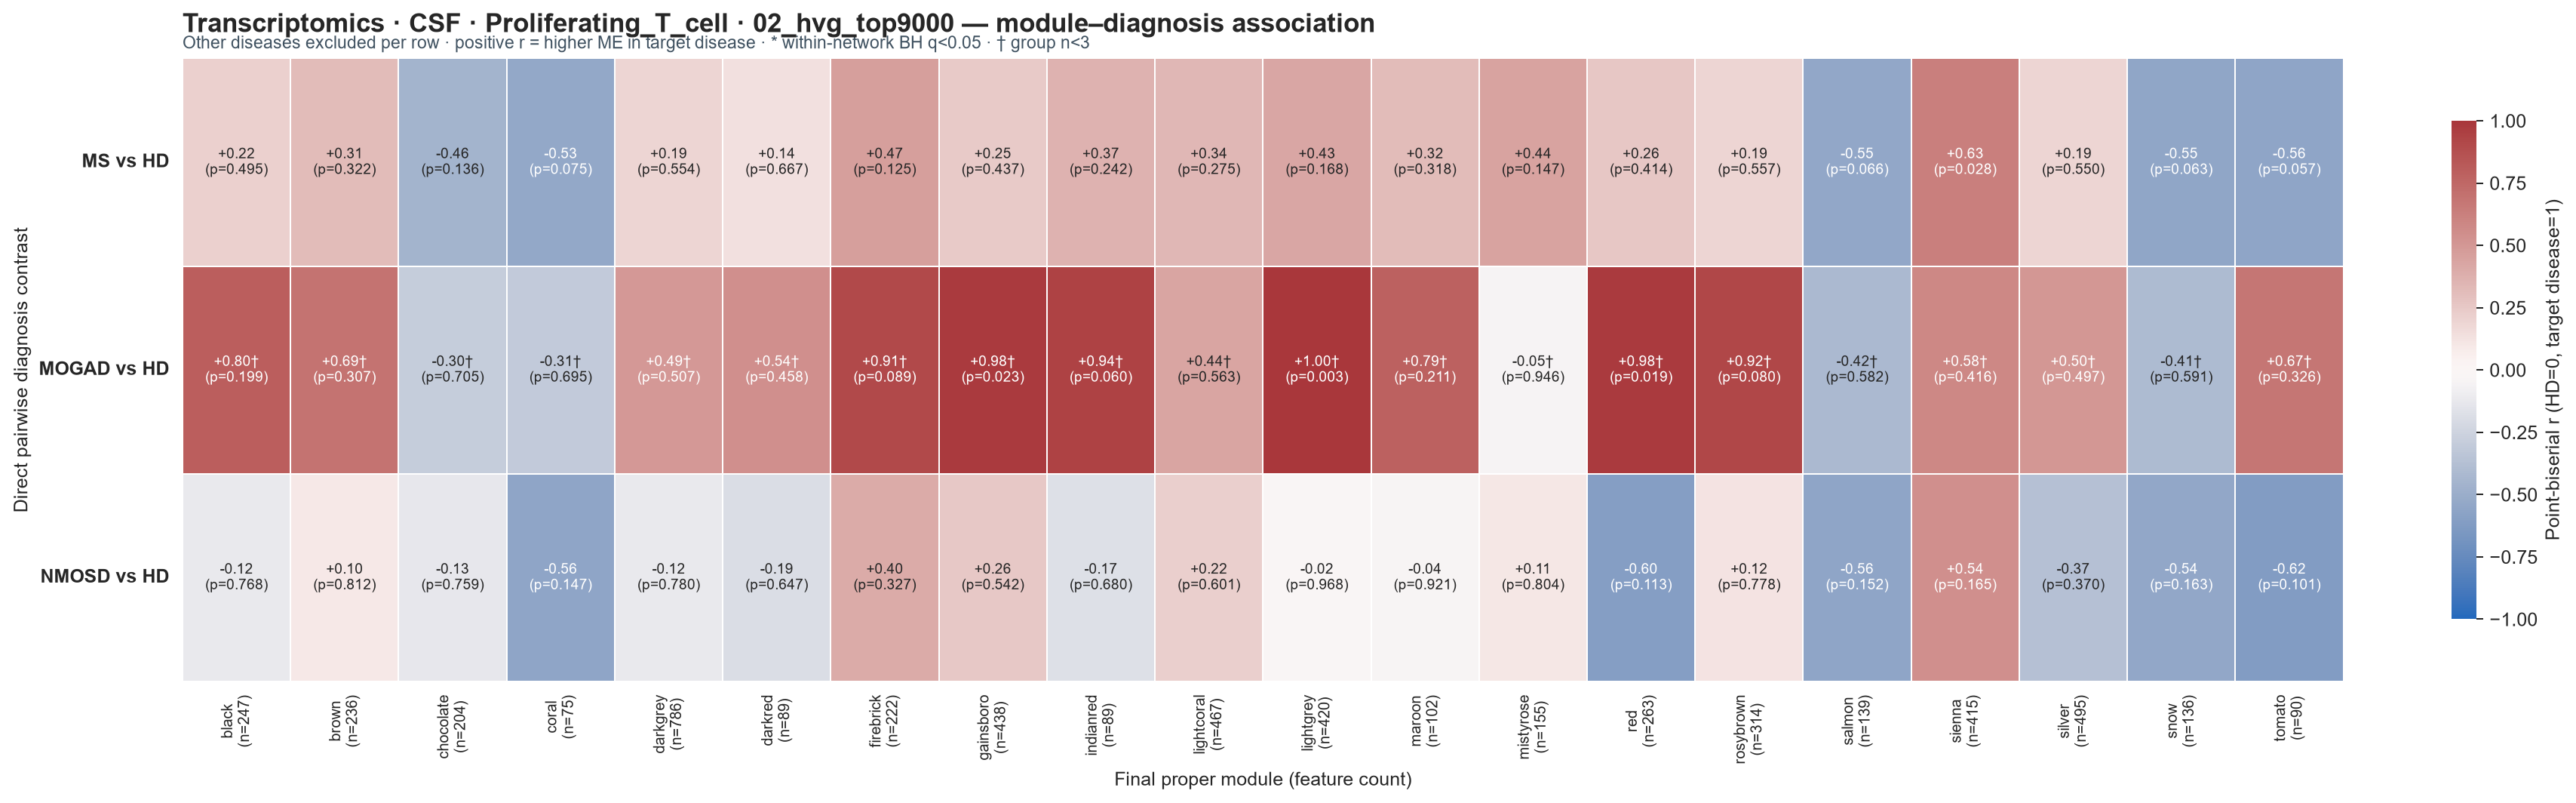 Transcriptomics · CSF · Proliferating_T_cell · 02_hvg_top9000 — module–diagnosis association
Other diseases excluded per row · positive r = higher ME in target disease · * within-network BH q<0.05 · † group n<3
Direct pairwise diagnosis contrast
MS vs HD
+0.22 +0.31 -0.46 -0.53 +0.19 +0.14 +0.47 +0.25 +0.37 +0.34 +0.43 +0.32 +0.44 +0.26 +0.19 -0.55 +0.63 +0.19 -0.55 -0.56
(p=0.495) (p=0.322) (p=0.136) (p=0.075) (p=0.554) (p=0.667) (p=0.125) (p=0.437) (p=0.242) (p=0.275) (p=0.168) (p=0.318) (p=0.147) (p=0.414) (p=0.557) (p=0.066) (p=0.028) (p=0.550) (p=0.063) (p=0.057)
MOGAD vs HD
+0.80† +0.69† -0.30† -0.31† +0.49† +0.54† +0.91† +0.98† +0.94† +0.44† +1.00† +0.79† -0.05† +0.98† +0.92† -0.42† +0.58† +0.50† -0.41† +0.67†
(p=0.199) (p=0.307) (p=0.705) (p=0.695) (p=0.507) (p=0.458) (p=0.089) (p=0.023) (p=0.060) (p=0.563) (p=0.003) (p=0.211) (p=0.946) (p=0.019) (p=0.080) (p=0.582) (p=0.416) (p=0.497) (p=0.591) (p=0.326)
NMOSD vs HD
-0.12 +0.10 -0.13 -0.56 -0.12 -0.19 +0.40 +0.26 -0.17 +0.22 -0.02 -0.04 +0.11 -0.60 +0.12 -0.56 +0.54 -0.37 -0.54 -0.62
(p=0.768) (p=0.812) (p=0.759) (p=0.147) (p=0.780) (p=0.647) (p=0.327) (p=0.542) (p=0.680) (p=0.601) (p=0.968) (p=0.921) (p=0.804) (p=0.113) (p=0.778) (p=0.152) (p=0.165) (p=0.370) (p=0.163) (p=0.101)
black
(n=247)
brown
(n=236)
chocolate
(n=204)
coral
(n=75)
darkgrey
(n=786)
darkred
(n=89)
firebrick
(n=222)
gainsboro
(n=438)
indianred
(n=89)
lightcoral
(n=467)
lightgrey
(n=420)
maroon
(n=102)
mistyrose
(n=155)
red
(n=263)
rosybrown
(n=314)
salmon
(n=139)
sienna
(n=415)
silver
(n=495)
snow
(n=136)
tomato
(n=90)
Final proper module (feature count)
1.00
0.75
0.50
0.25
0.00
−0.25
−0.50
−0.75
−1.00
Point-biserial r (HD=0, target disease=1)